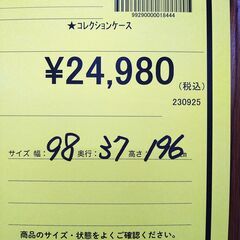 99290000018444
★コレクションケース
¥24,980
(税込)
230925
サイズ 幅:98 奥行:37 高さ:196cm
商品のサイズ・状態をよくご確認ください。